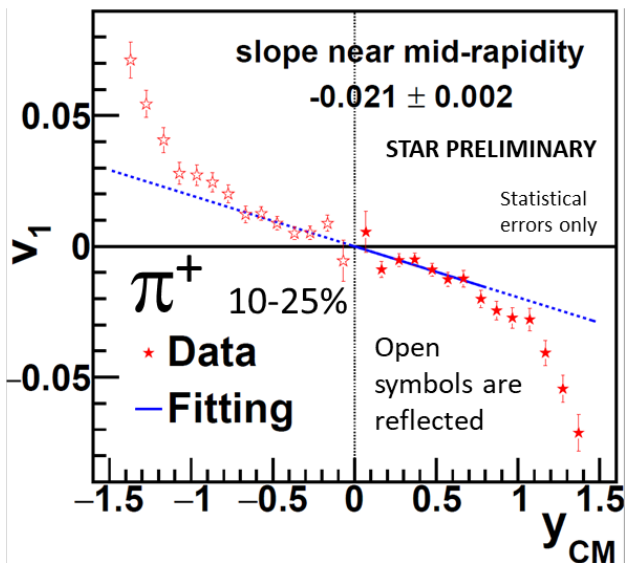 slope near mid-rapidity
-0.021 ± 0.002
0.05
STAR PRELIMINARY
Statistical
errors only
v₁
0
π⁺ 10-25%
Data
Open
symbols are
reflected
−0.05
Fitting
−1.5 −1 −0.5 0 0.5 1 1.5
y_CM